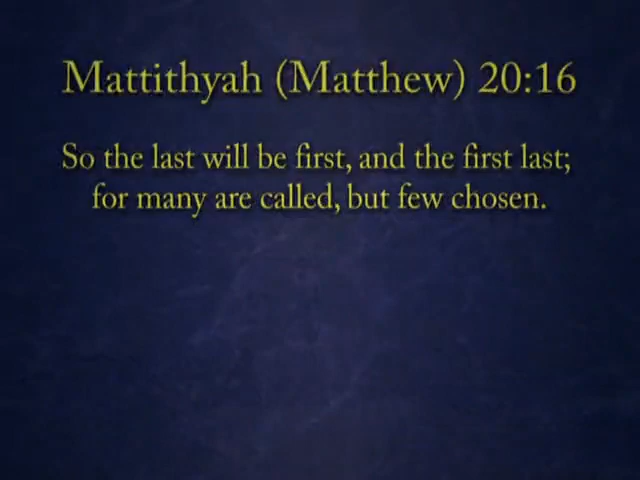 Mattithyah (Matthew) 20:16
So the last will be first, and the first last;
for many are called, but few chosen.